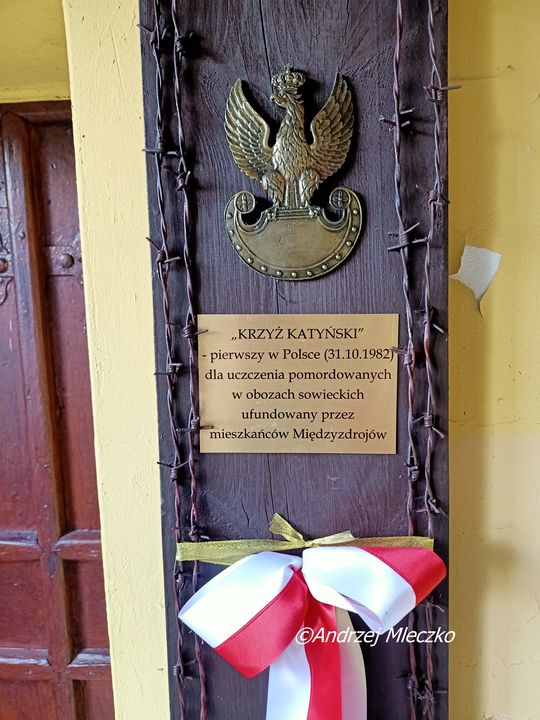 „KRZYŻ KATYŃSKI”
- pierwszy w Polsce (31.10.1982)
dla uczczenia pomordowanych
w obozach sowieckich
ufundowany przez
mieszkańców Międzyzdrojów
©Andrzej Mleczko